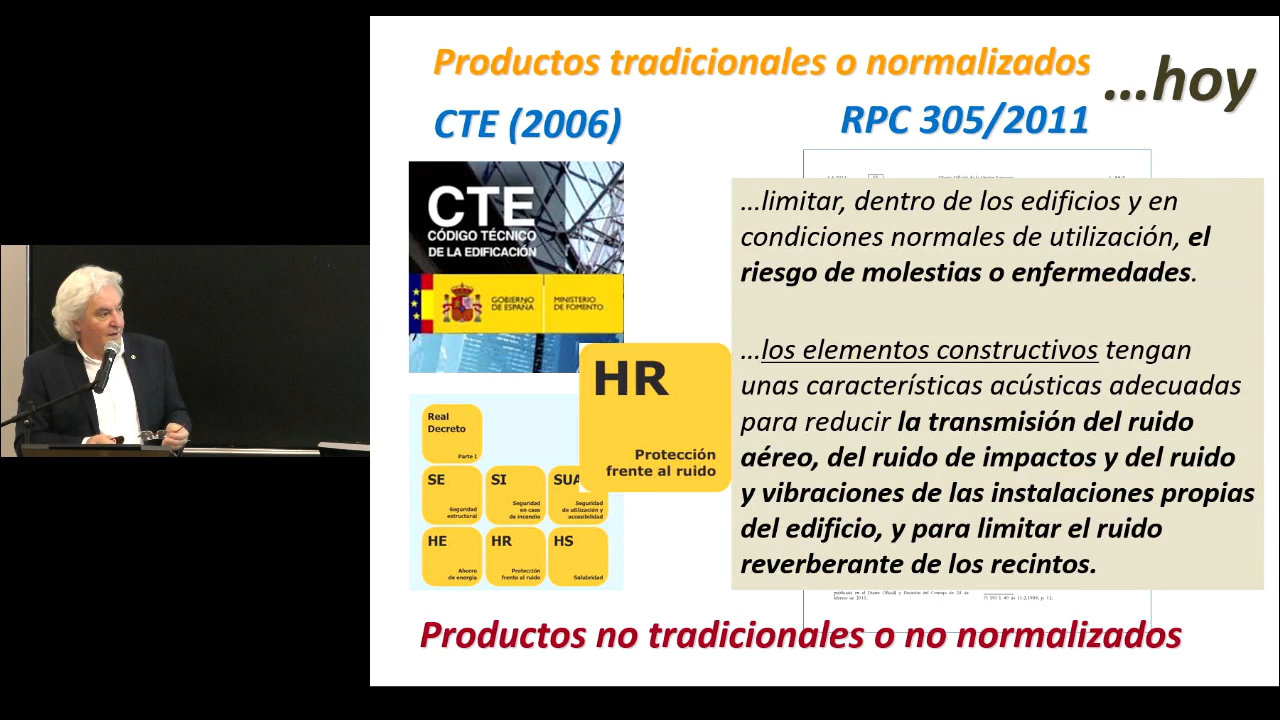 Productos tradicionales o normalizados
...hoy
CTE (2006)
RPC 305/2011
CTE
CÓDIGO TÉCNICO
DE LA EDIFICACIÓN
GOBIERNO
DE ESPAÑA
MINISTERIO
DE FOMENTO
HR
Protección
frente al ruido
Real
Decreto
Parte I
SE
Seguridad
estructural
SI
Seguridad
en caso
de incendio
SUA
Seguridad
de utilización y
accesibilidad
HE
Ahorro
de energía
HR
Protección
frente al ruido
HS
Salubridad
...limitar, dentro de los edificios y en
condiciones normales de utilización, el
riesgo de molestias o enfermedades.
...los elementos constructivos tengan
unas características acústicas adecuadas
para reducir la transmisión del ruido
aéreo, del ruido de impactos y del ruido
y vibraciones de las instalaciones propias
del edificio, y para limitar el ruido
reverberante de los recintos.
Productos no tradicionales o no normalizados